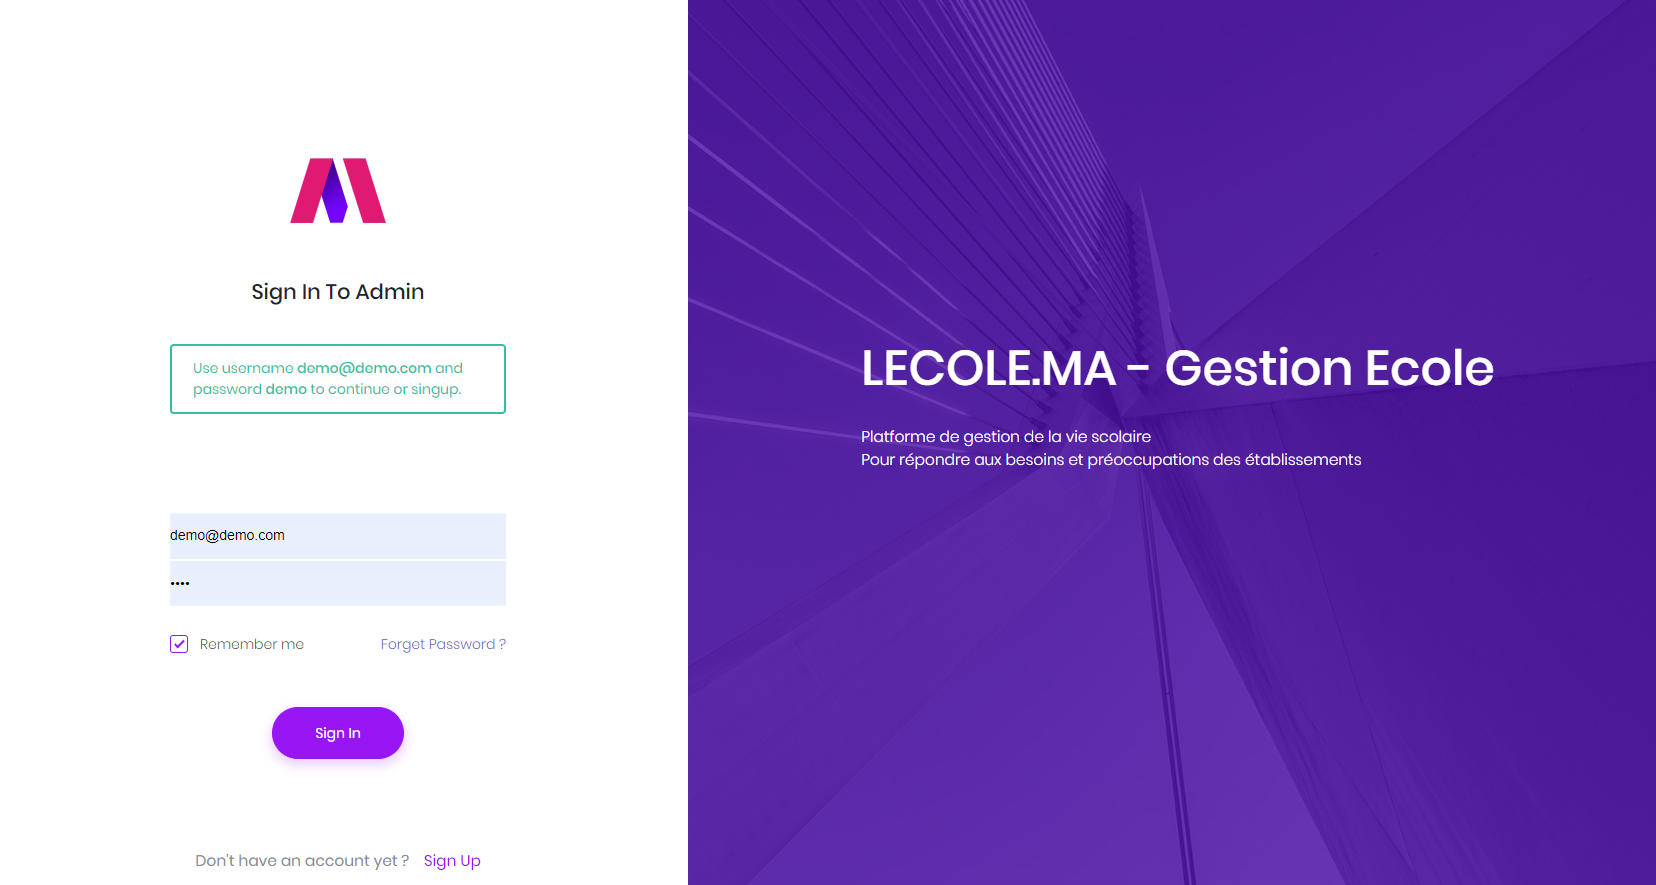 Sign In To Admin
Use username demo@demo.com and
password demo to continue or singup.
demo@demo.com
••••
Remember me
Forget Password ?
Sign In
Don't have an account yet ?
Sign Up
LECOLE.MA - Gestion Ecole
Platforme de gestion de la vie scolaire
Pour répondre aux besoins et préoccupations des établissements